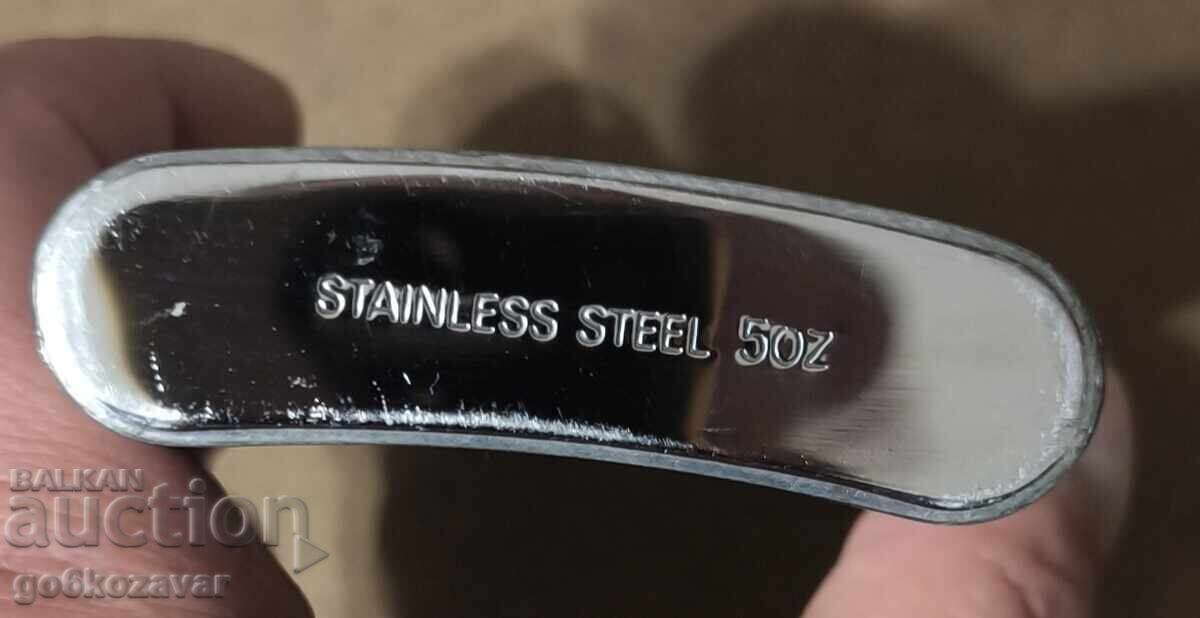 STAINLESS STEEL 5OZ
BALKAN
auction
go6kozavar